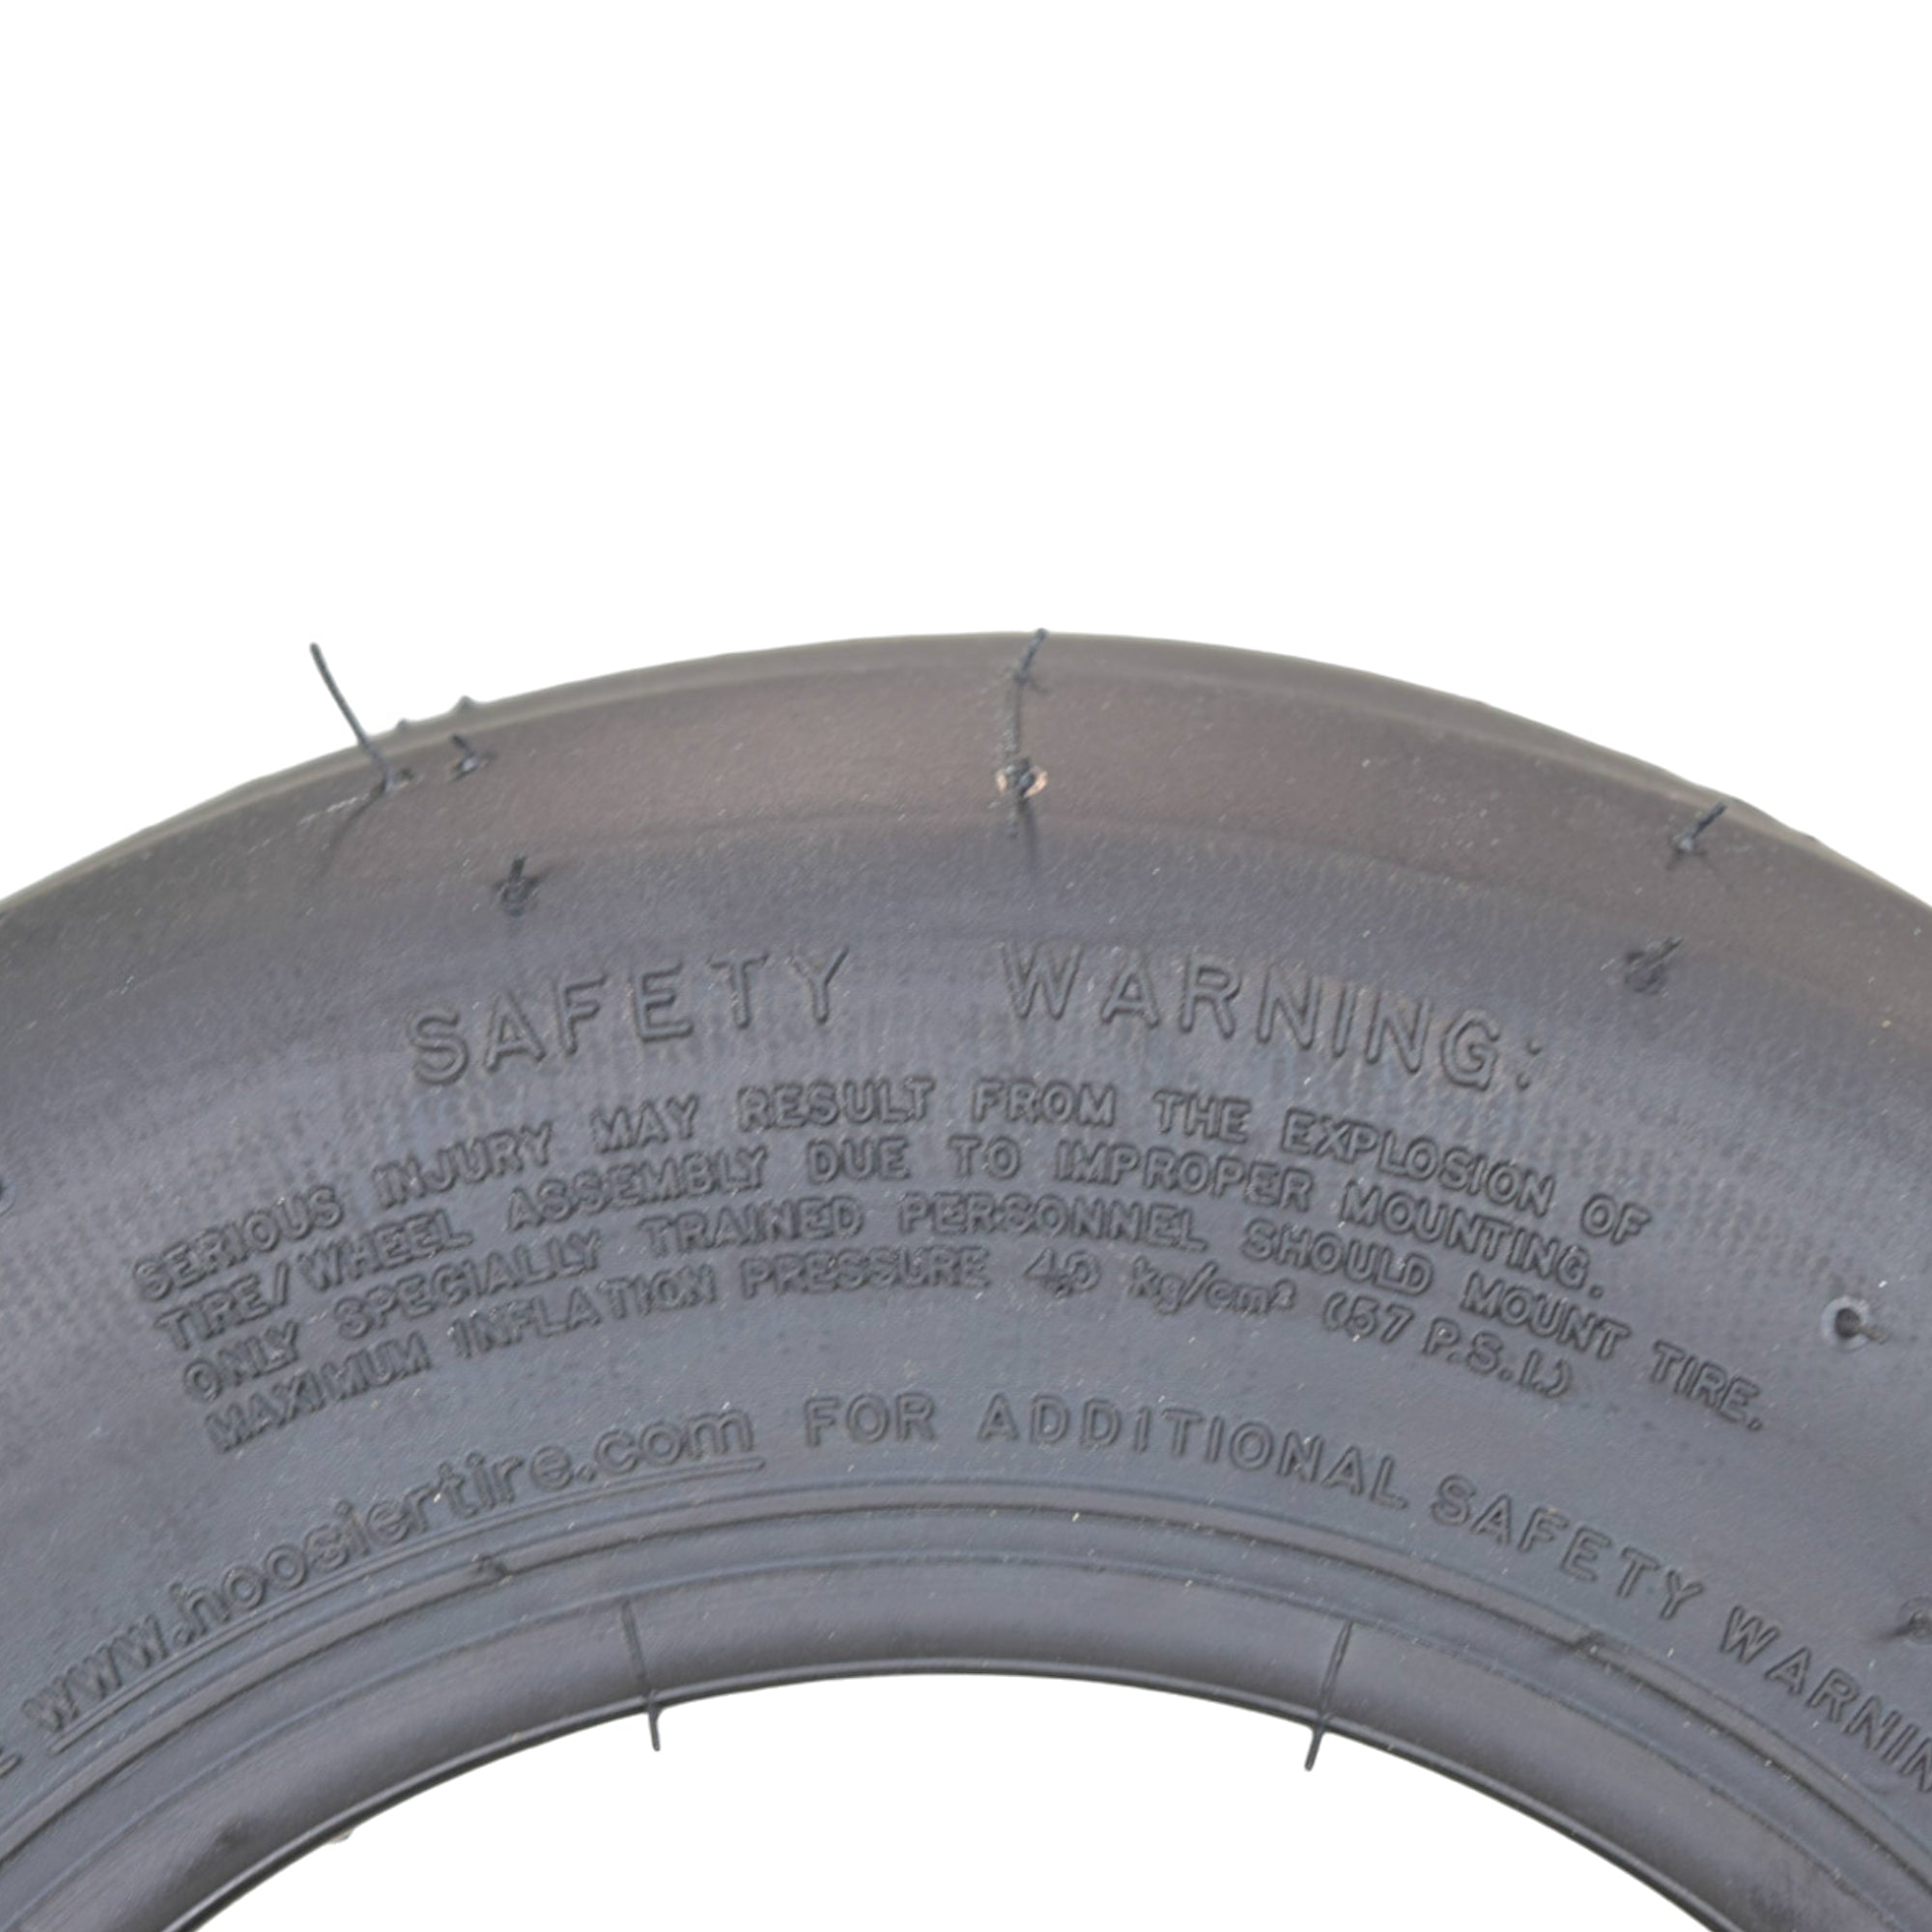 SAFETY WARNING:
SERIOUS INJURY MAY RESULT FROM THE EXPLOSION OF
TIRE/WHEEL ASSEMBLY DUE TO IMPROPER MOUNTING.
ONLY SPECIALLY TRAINED PERSONNEL SHOULD MOUNT TIRE.
MAXIMUM INFLATION PRESSURE 4,0 kg/cm² (57 P.S.I.)
www.hoosiertire.com FOR ADDITIONAL SAFETY WARNIN